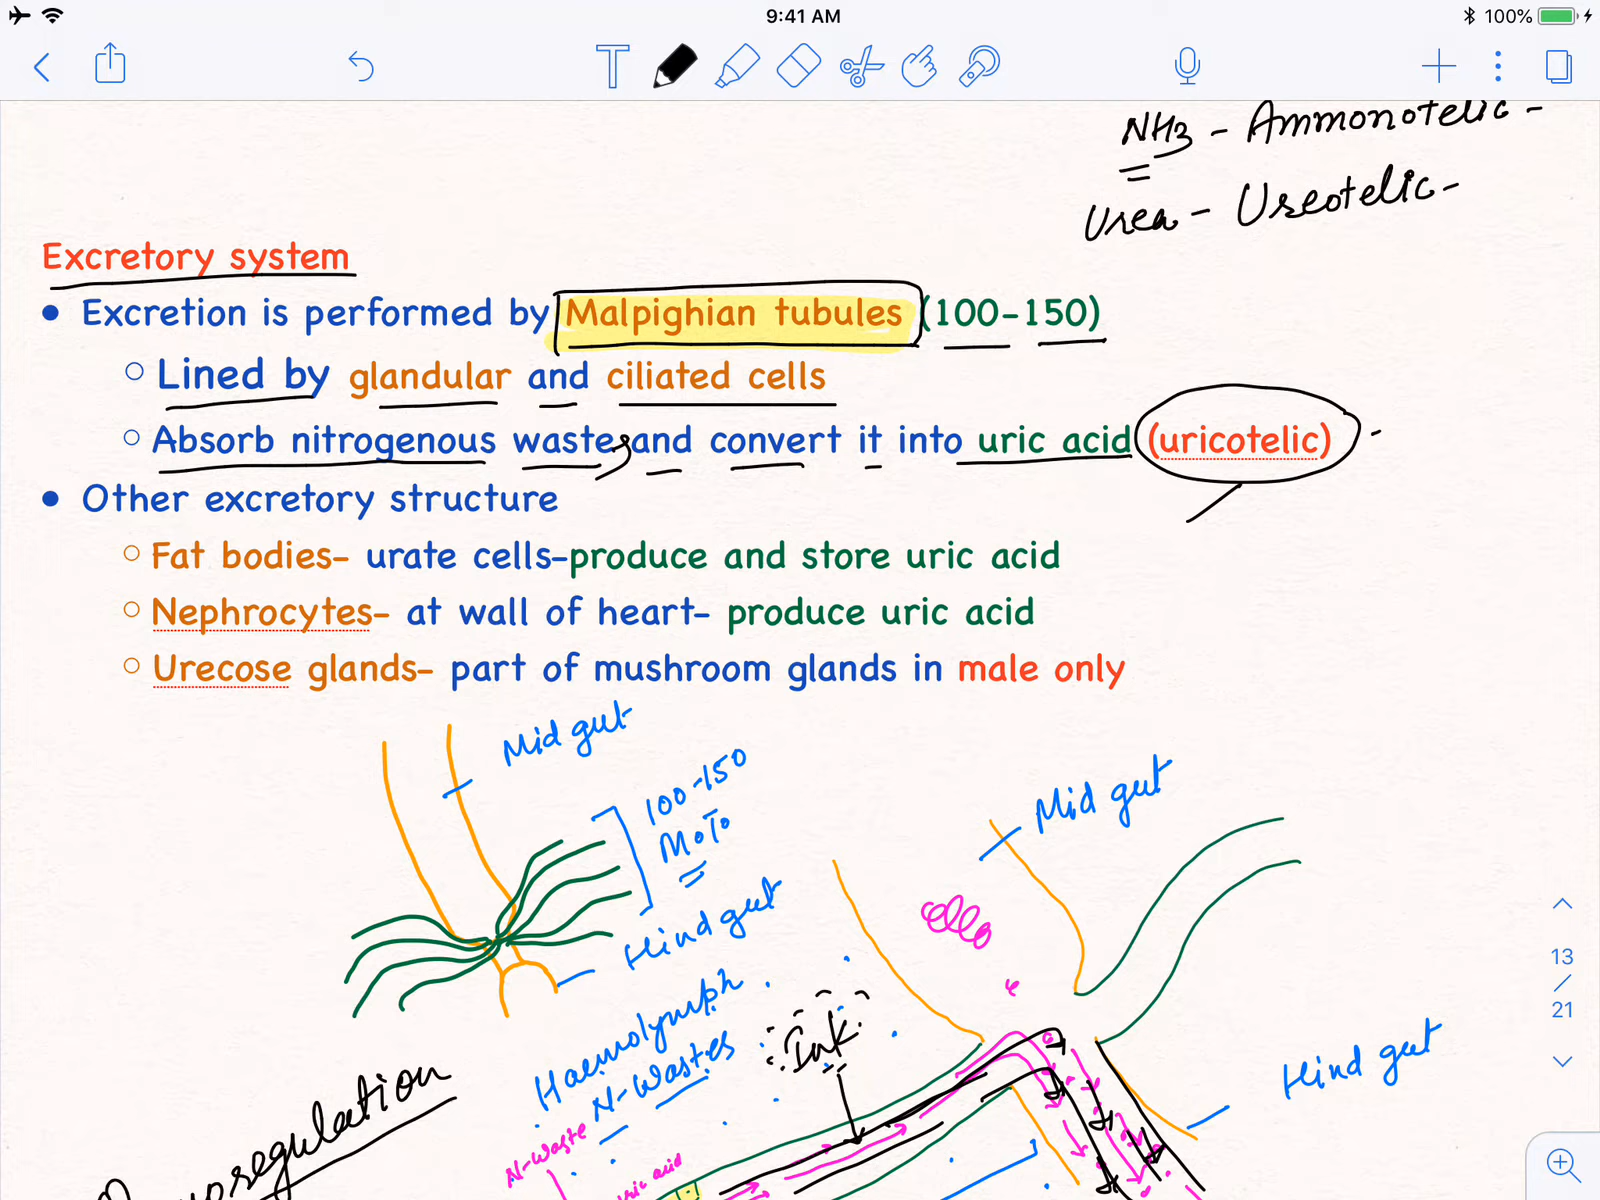 9:41 AM
100%
NH3 - Ammonotelic -
Urea - Ureotelic -
Excretory system
Excretion is performed by Malpighian tubules (100-150)
Lined by glandular and ciliated cells
Absorb nitrogenous waste and convert it into uric acid (uricotelic) -
Other excretory structure
Fat bodies- urate cells-produce and store uric acid
Nephrocytes- at wall of heart- produce uric acid
Urecose glands- part of mushroom glands in male only
Mid gut
100-150
M.T.
Hind gut
Mid gut
Haemolymph
N-Wastes
Ink
Hind gut
N-Waste
uric acid
13
/
21